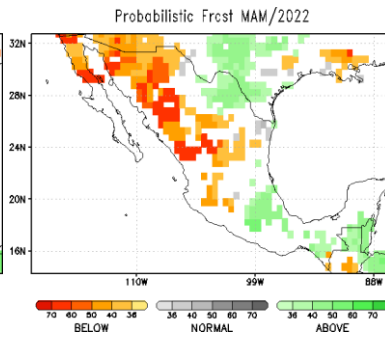 Probabilistic Frcst MAM/2022
32N
28N
24N
20N
16N
110W
99W
88W
70 60 50 40 36
36 40 50 60 70
36 40 50 60 70
BELOW
NORMAL
ABOVE